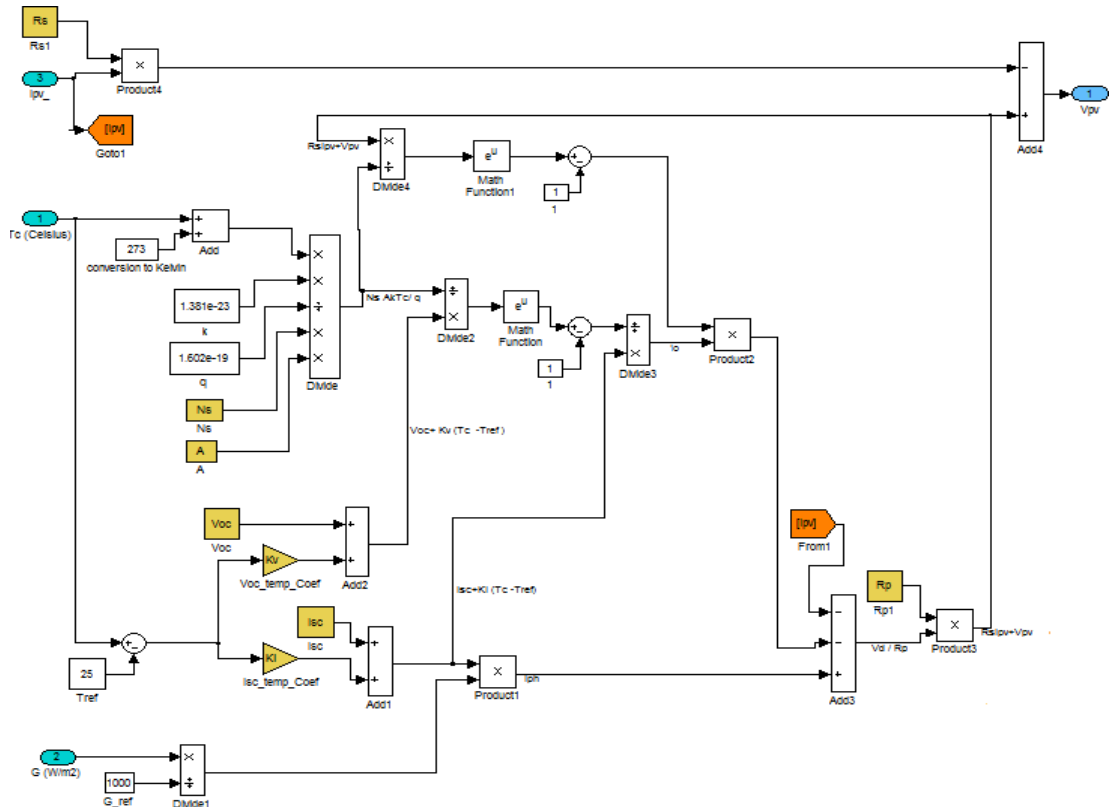 Rs
Rs1
×
Product4
3
Ipv_
[Ipv]
Goto1
−
+
Add4
1
Vpv
RsIpv+Vpv
×
÷
Divide4
e^u
Math
Function1
+
−
1
1
1
Tc (Celsius)
+
+
Add
273
conversion to Kelvin
1.381e-23
k
1.602e-19
q
Ns
Ns
A
A
×
×
÷
×
×
Divide
Ns AkTc/ q
÷
×
Divide2
e^u
Math
Function
+
−
1
1
÷
×
Divide3
Io
×
Product2
Voc+ Kv (Tc -Tref )
Voc
Voc
Kv
Voc_temp_Coef
+
+
Add2
Isc+KI (Tc -Tref)
Isc
Isc
KI
Isc_temp_Coef
+
+
Add1
+
−
25
Tref
×
Product1
Iph
[Ipv]
From1
−
−
+
Add3
Vd / Rp
Rp
Rp1
×
Product3
RsIpv+Vpv
2
G (W/m2)
1000
G_ref
×
÷
Divide1